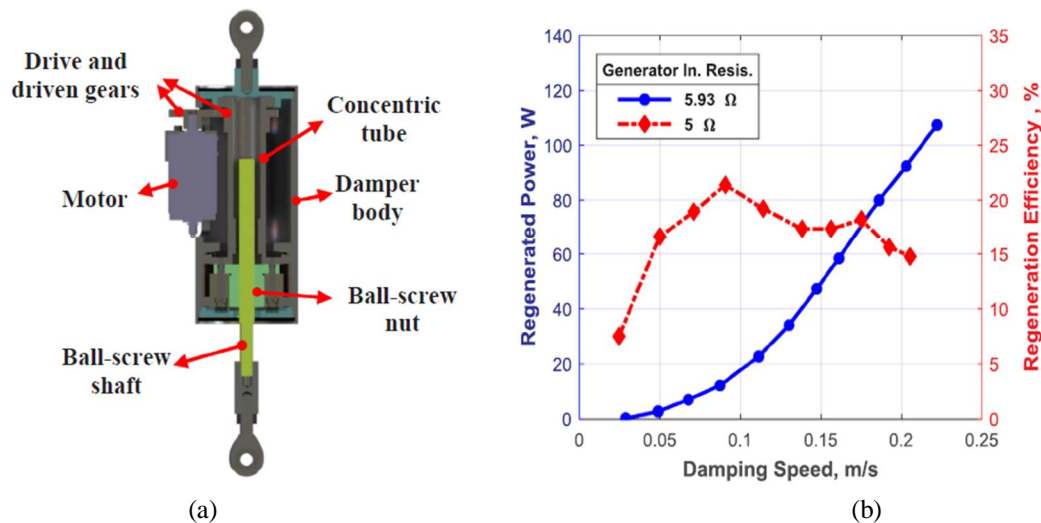 Drive and
driven gears
Concentric
tube
Motor
Damper
body
Ball-screw
nut
Ball-screw
shaft
(a)
140
120
100
80
60
40
20
0
Regenerated Power, W
Generator In. Resis.
5.93 Ω
5 Ω
35
30
25
20
15
10
5
0
Regeneration Efficiency , %
0
0.05
0.1
0.15
0.2
0.25
Damping Speed, m/s
(b)